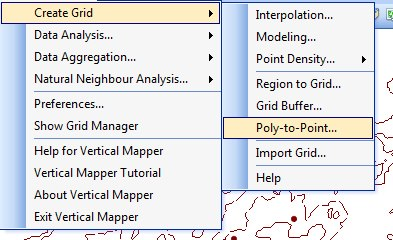 Create Grid
Data Analysis...
Data Aggregation...
Natural Neighbour Analysis...
Preferences...
Show Grid Manager
Help for Vertical Mapper
Vertical Mapper Tutorial
About Vertical Mapper
Exit Vertical Mapper
Interpolation...
Modeling...
Point Density...
Region to Grid...
Grid Buffer...
Poly-to-Point...
Import Grid...
Help